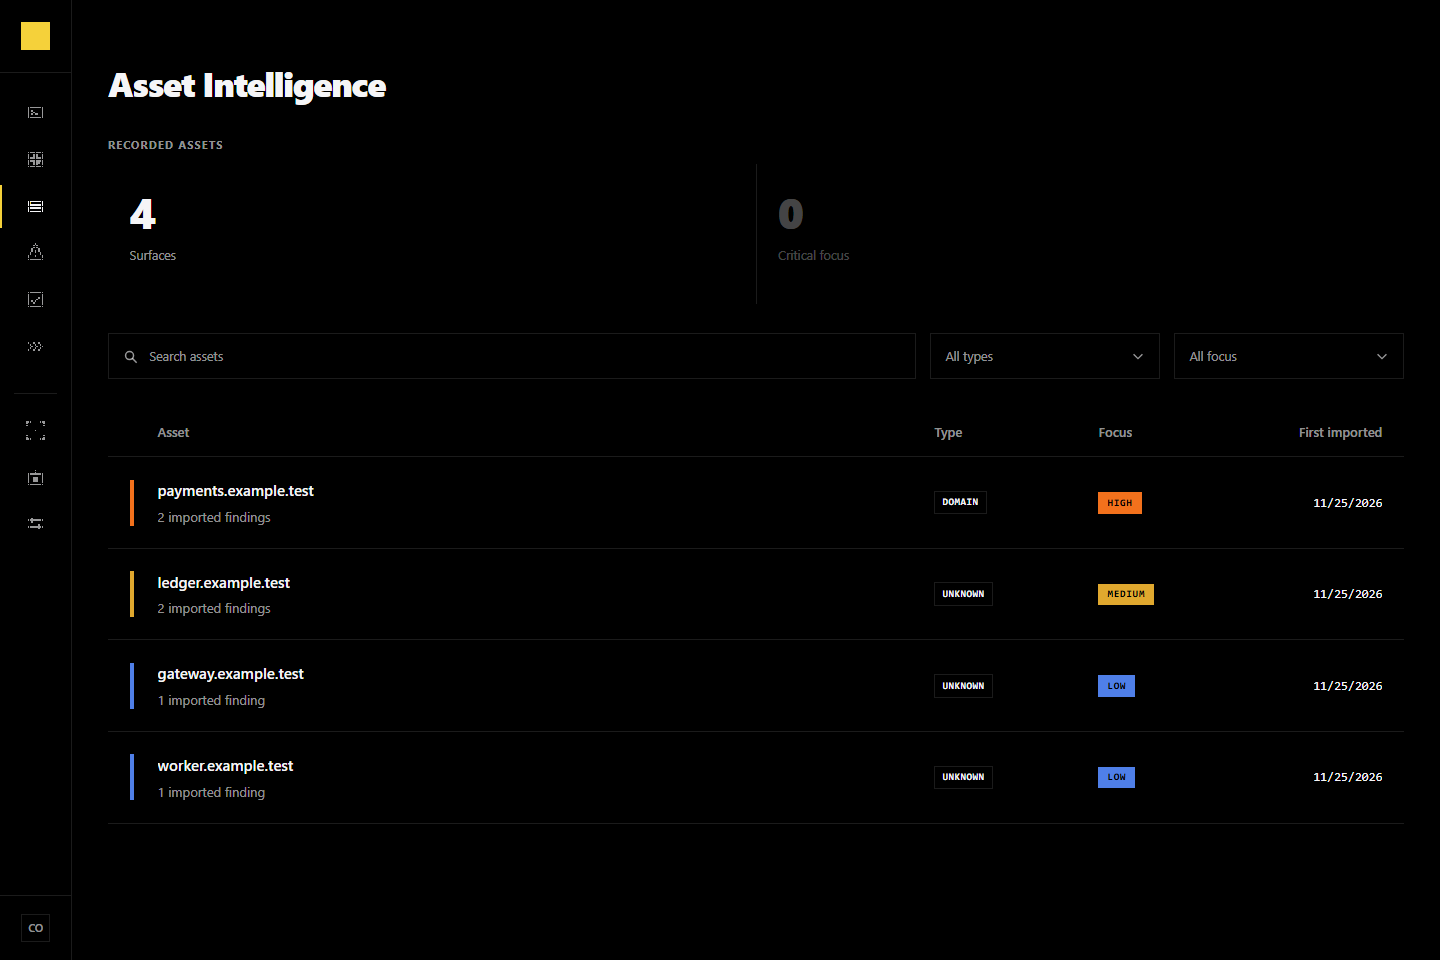 Asset Intelligence
RECORDED ASSETS
4
Surfaces
0
Critical focus
Search assets
All types
All focus
Asset Type Focus First imported
payments.example.test
2 imported findings
DOMAIN
HIGH
11/25/2026
ledger.example.test
2 imported findings
UNKNOWN
MEDIUM
11/25/2026
gateway.example.test
1 imported finding
UNKNOWN
LOW
11/25/2026
worker.example.test
1 imported finding
UNKNOWN
LOW
11/25/2026
CO